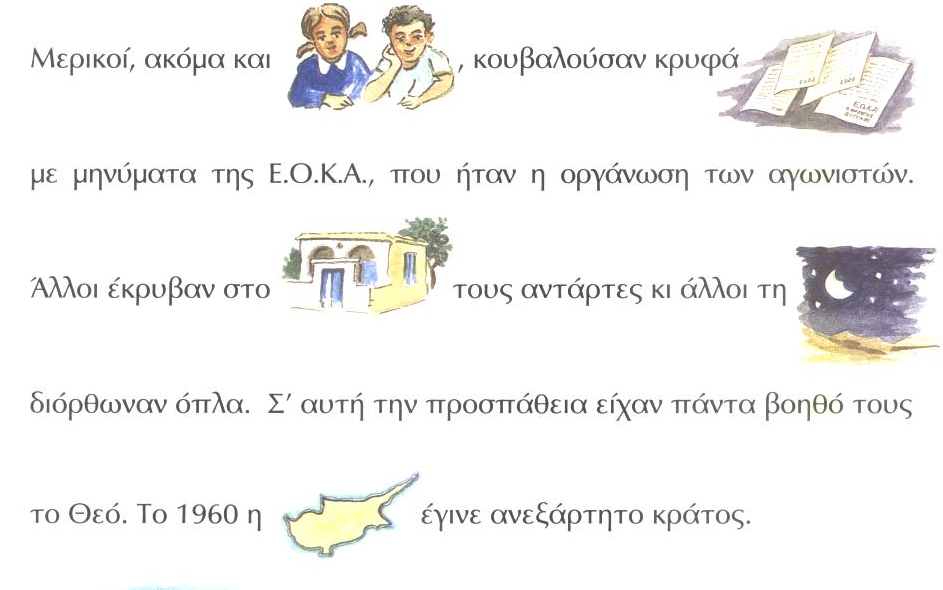 Μερικοί, ακόμα και , κουβαλούσαν κρυφά
Ε.Ο.Κ.Α
με μηνύματα της Ε.Ο.Κ.Α., που ήταν η οργάνωση των αγωνιστών.
Άλλοι έκρυβαν στο τους αντάρτες κι άλλοι τη
διόρθωναν όπλα. Σ’ αυτή την προσπάθεια είχαν πάντα βοηθό τους
το Θεό. Το 1960 η έγινε ανεξάρτητο κράτος.